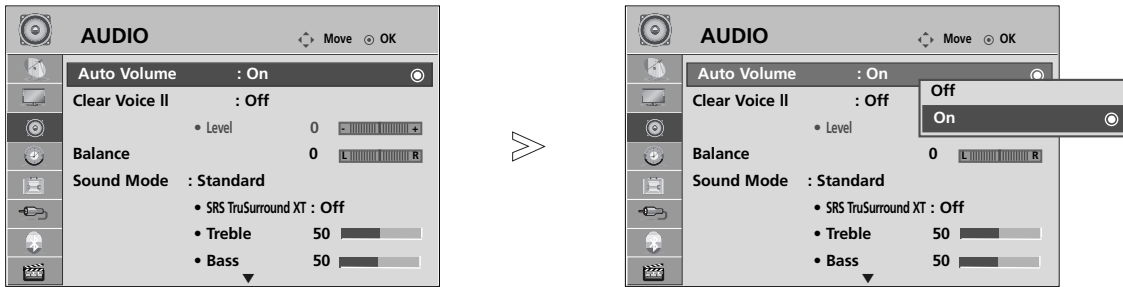 AUDIO
Move OK
Auto Volume : On
Clear Voice ll : Off
• Level 0 - +
Balance 0 L R
Sound Mode : Standard
• SRS TruSurround XT : Off
• Treble 50
• Bass 50
AUDIO
Move OK
Auto Volume : On
Clear Voice ll : Off
• Level
Off
On
Balance 0 L R
Sound Mode : Standard
• SRS TruSurround XT : Off
• Treble 50
• Bass 50